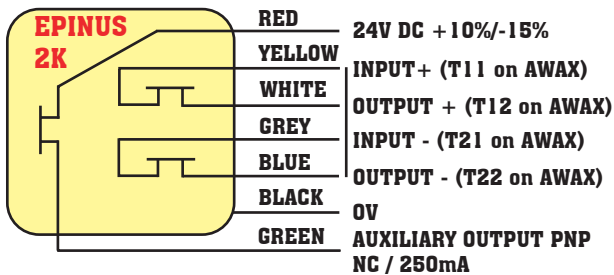 EPINUS
2K
RED
24V DC +10%/-15%
YELLOW
INPUT+ (T11 on AWAX)
WHITE
OUTPUT + (T12 on AWAX)
GREY
INPUT - (T21 on AWAX)
BLUE
OUTPUT - (T22 on AWAX)
BLACK
0V
GREEN
AUXILIARY OUTPUT PNP
NC / 250mA